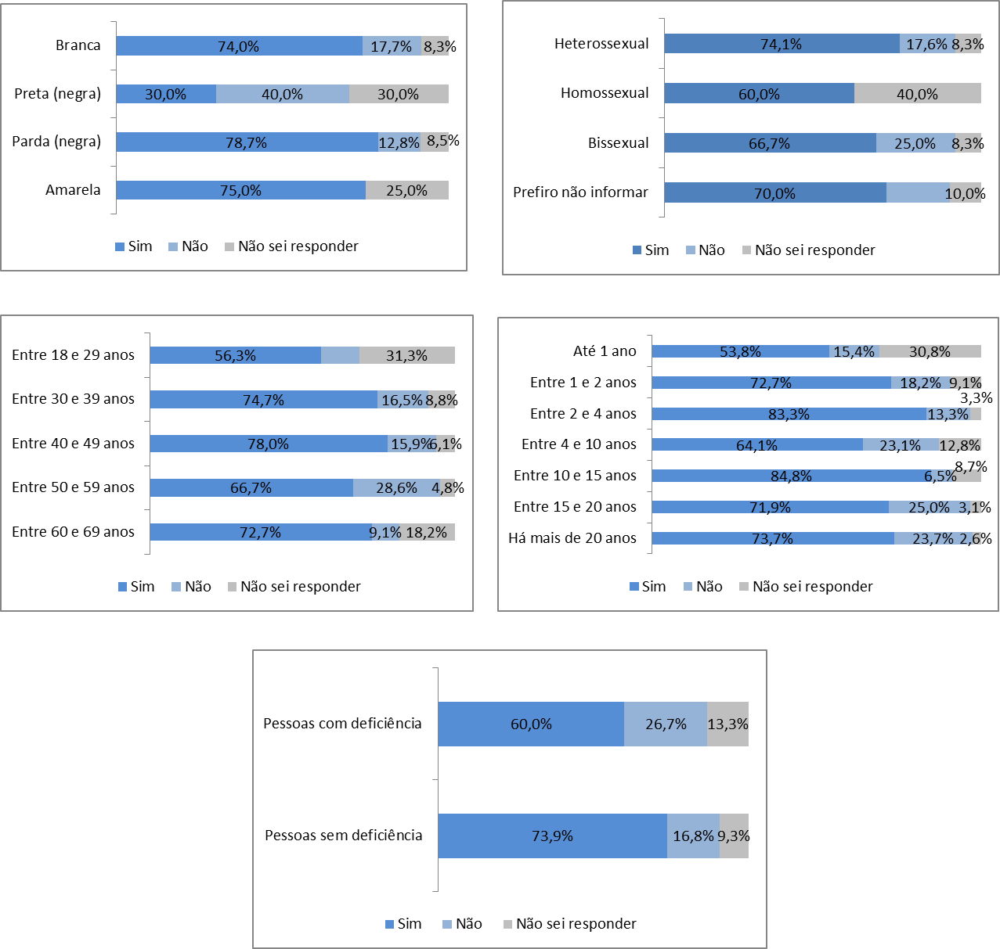 Branca 74,0% 17,7% 8,3%
Preta (negra) 30,0% 40,0% 30,0%
Parda (negra) 78,7% 12,8% 8,5%
Amarela 75,0% 25,0%
Sim Não Não sei responder
Heterossexual 74,1% 17,6% 8,3%
Homossexual 60,0% 40,0%
Bissexual 66,7% 25,0% 8,3%
Prefiro não informar 70,0% 10,0%
Sim Não Não sei responder
Entre 18 e 29 anos 56,3% 31,3%
Entre 30 e 39 anos 74,7% 16,5% 8,8%
Entre 40 e 49 anos 78,0% 15,9% 6,1%
Entre 50 e 59 anos 66,7% 28,6% 4,8%
Entre 60 e 69 anos 72,7% 9,1% 18,2%
Sim Não Não sei responder
Até 1 ano 53,8% 15,4% 30,8%
Entre 1 e 2 anos 72,7% 18,2% 9,1%
Entre 2 e 4 anos 83,3% 13,3% 3,3%
Entre 4 e 10 anos 64,1% 23,1% 12,8%
Entre 10 e 15 anos 84,8% 6,5% 8,7%
Entre 15 e 20 anos 71,9% 25,0% 3,1%
Há mais de 20 anos 73,7% 23,7% 2,6%
Sim Não Não sei responder
Pessoas com deficiência 60,0% 26,7% 13,3%
Pessoas sem deficiência 73,9% 16,8% 9,3%
Sim Não Não sei responder